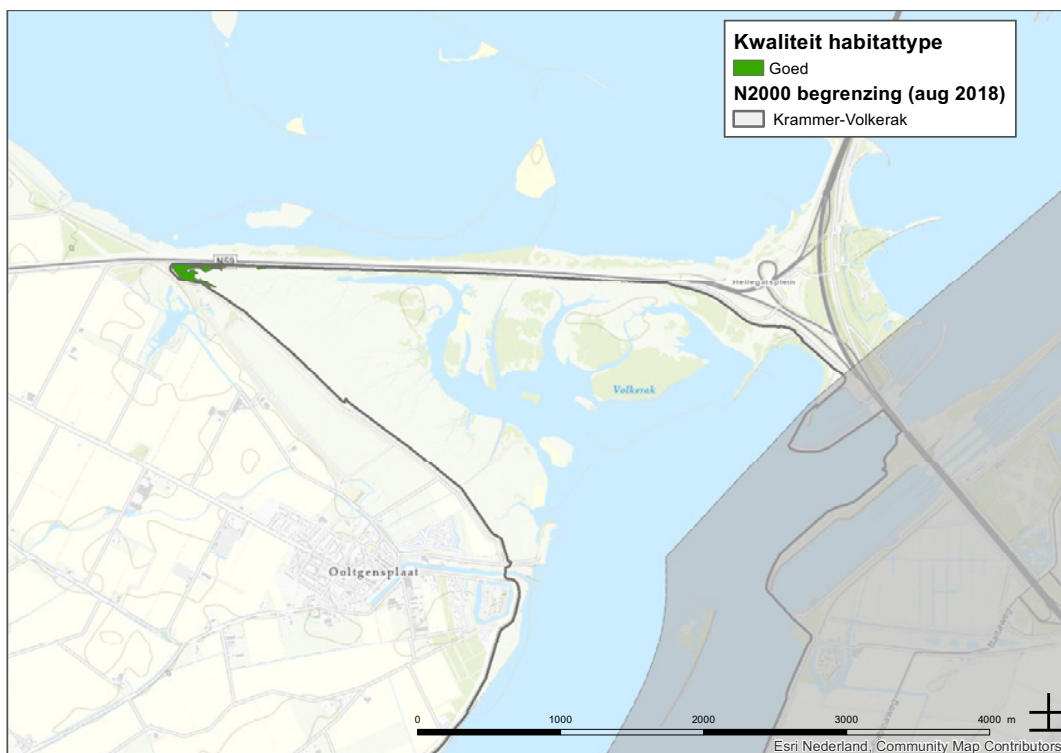 Kwaliteit habitattype
Goed
N2000 begrenzing (aug 2018)
Krammer-Volkerak
N59
Hellegatsplein
Volkerak
Ooltgensplaat
0 1000 2000 3000 4000 m
Esri Nederland, Community Map Contributors